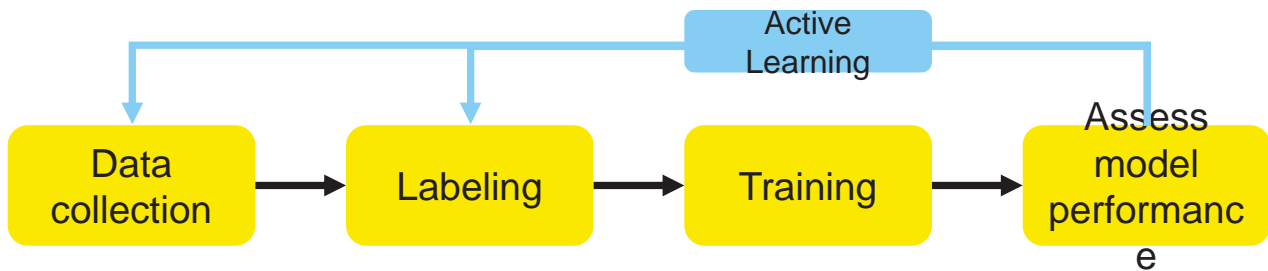 Active
Learning
Data
collection
Labeling
Training
Assess
model
performanc
e